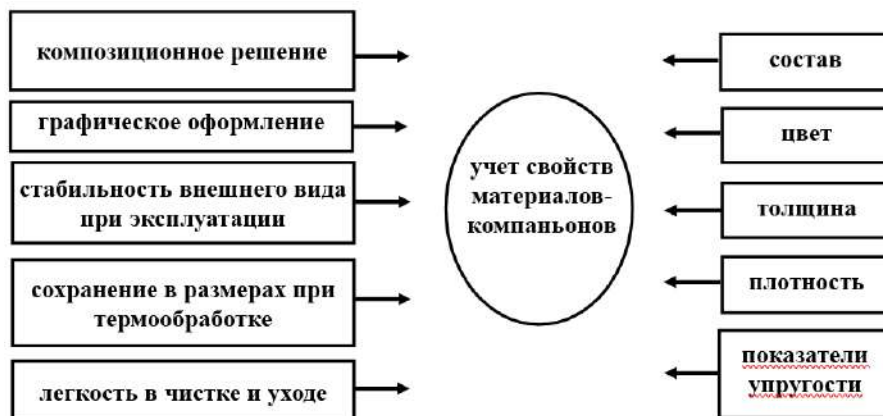 композиционное решение
графическое оформление
стабильность внешнего вида
при эксплуатации
сохранение в размерах при
термообработке
легкость в чистке и уходе
учет свойств
материалов-
компаньонов
состав
цвет
толщина
плотность
показатели
упругости